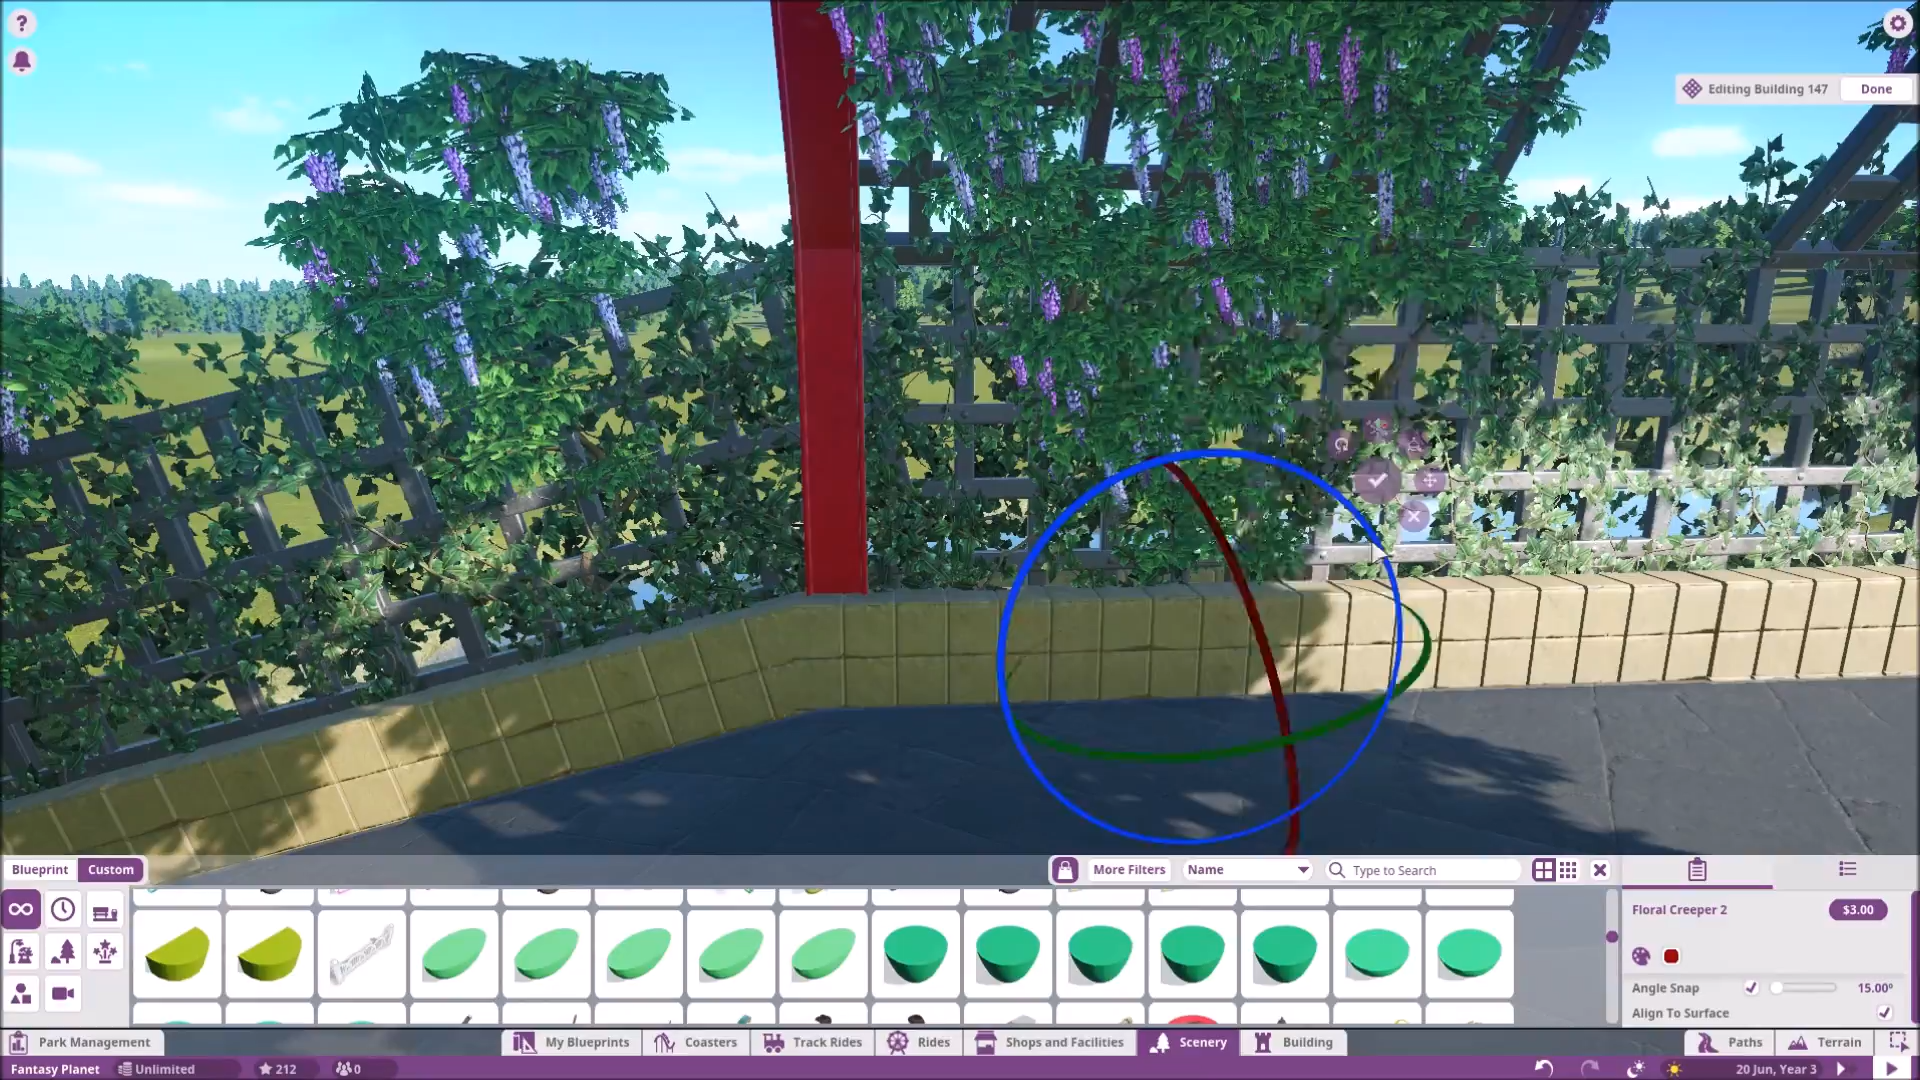 ?
Editing Building 147
Done
Blueprint
Custom
More Filters
Name
Type to Search
Floral Creeper 2
$3.00
Angle Snap
15.00°
Align To Surface
Park Management
My Blueprints
Coasters
Track Rides
Rides
Shops and Facilities
Scenery
Building
Paths
Terrain
Fantasy Planet
Unlimited
212
0
20 Jun, Year 3